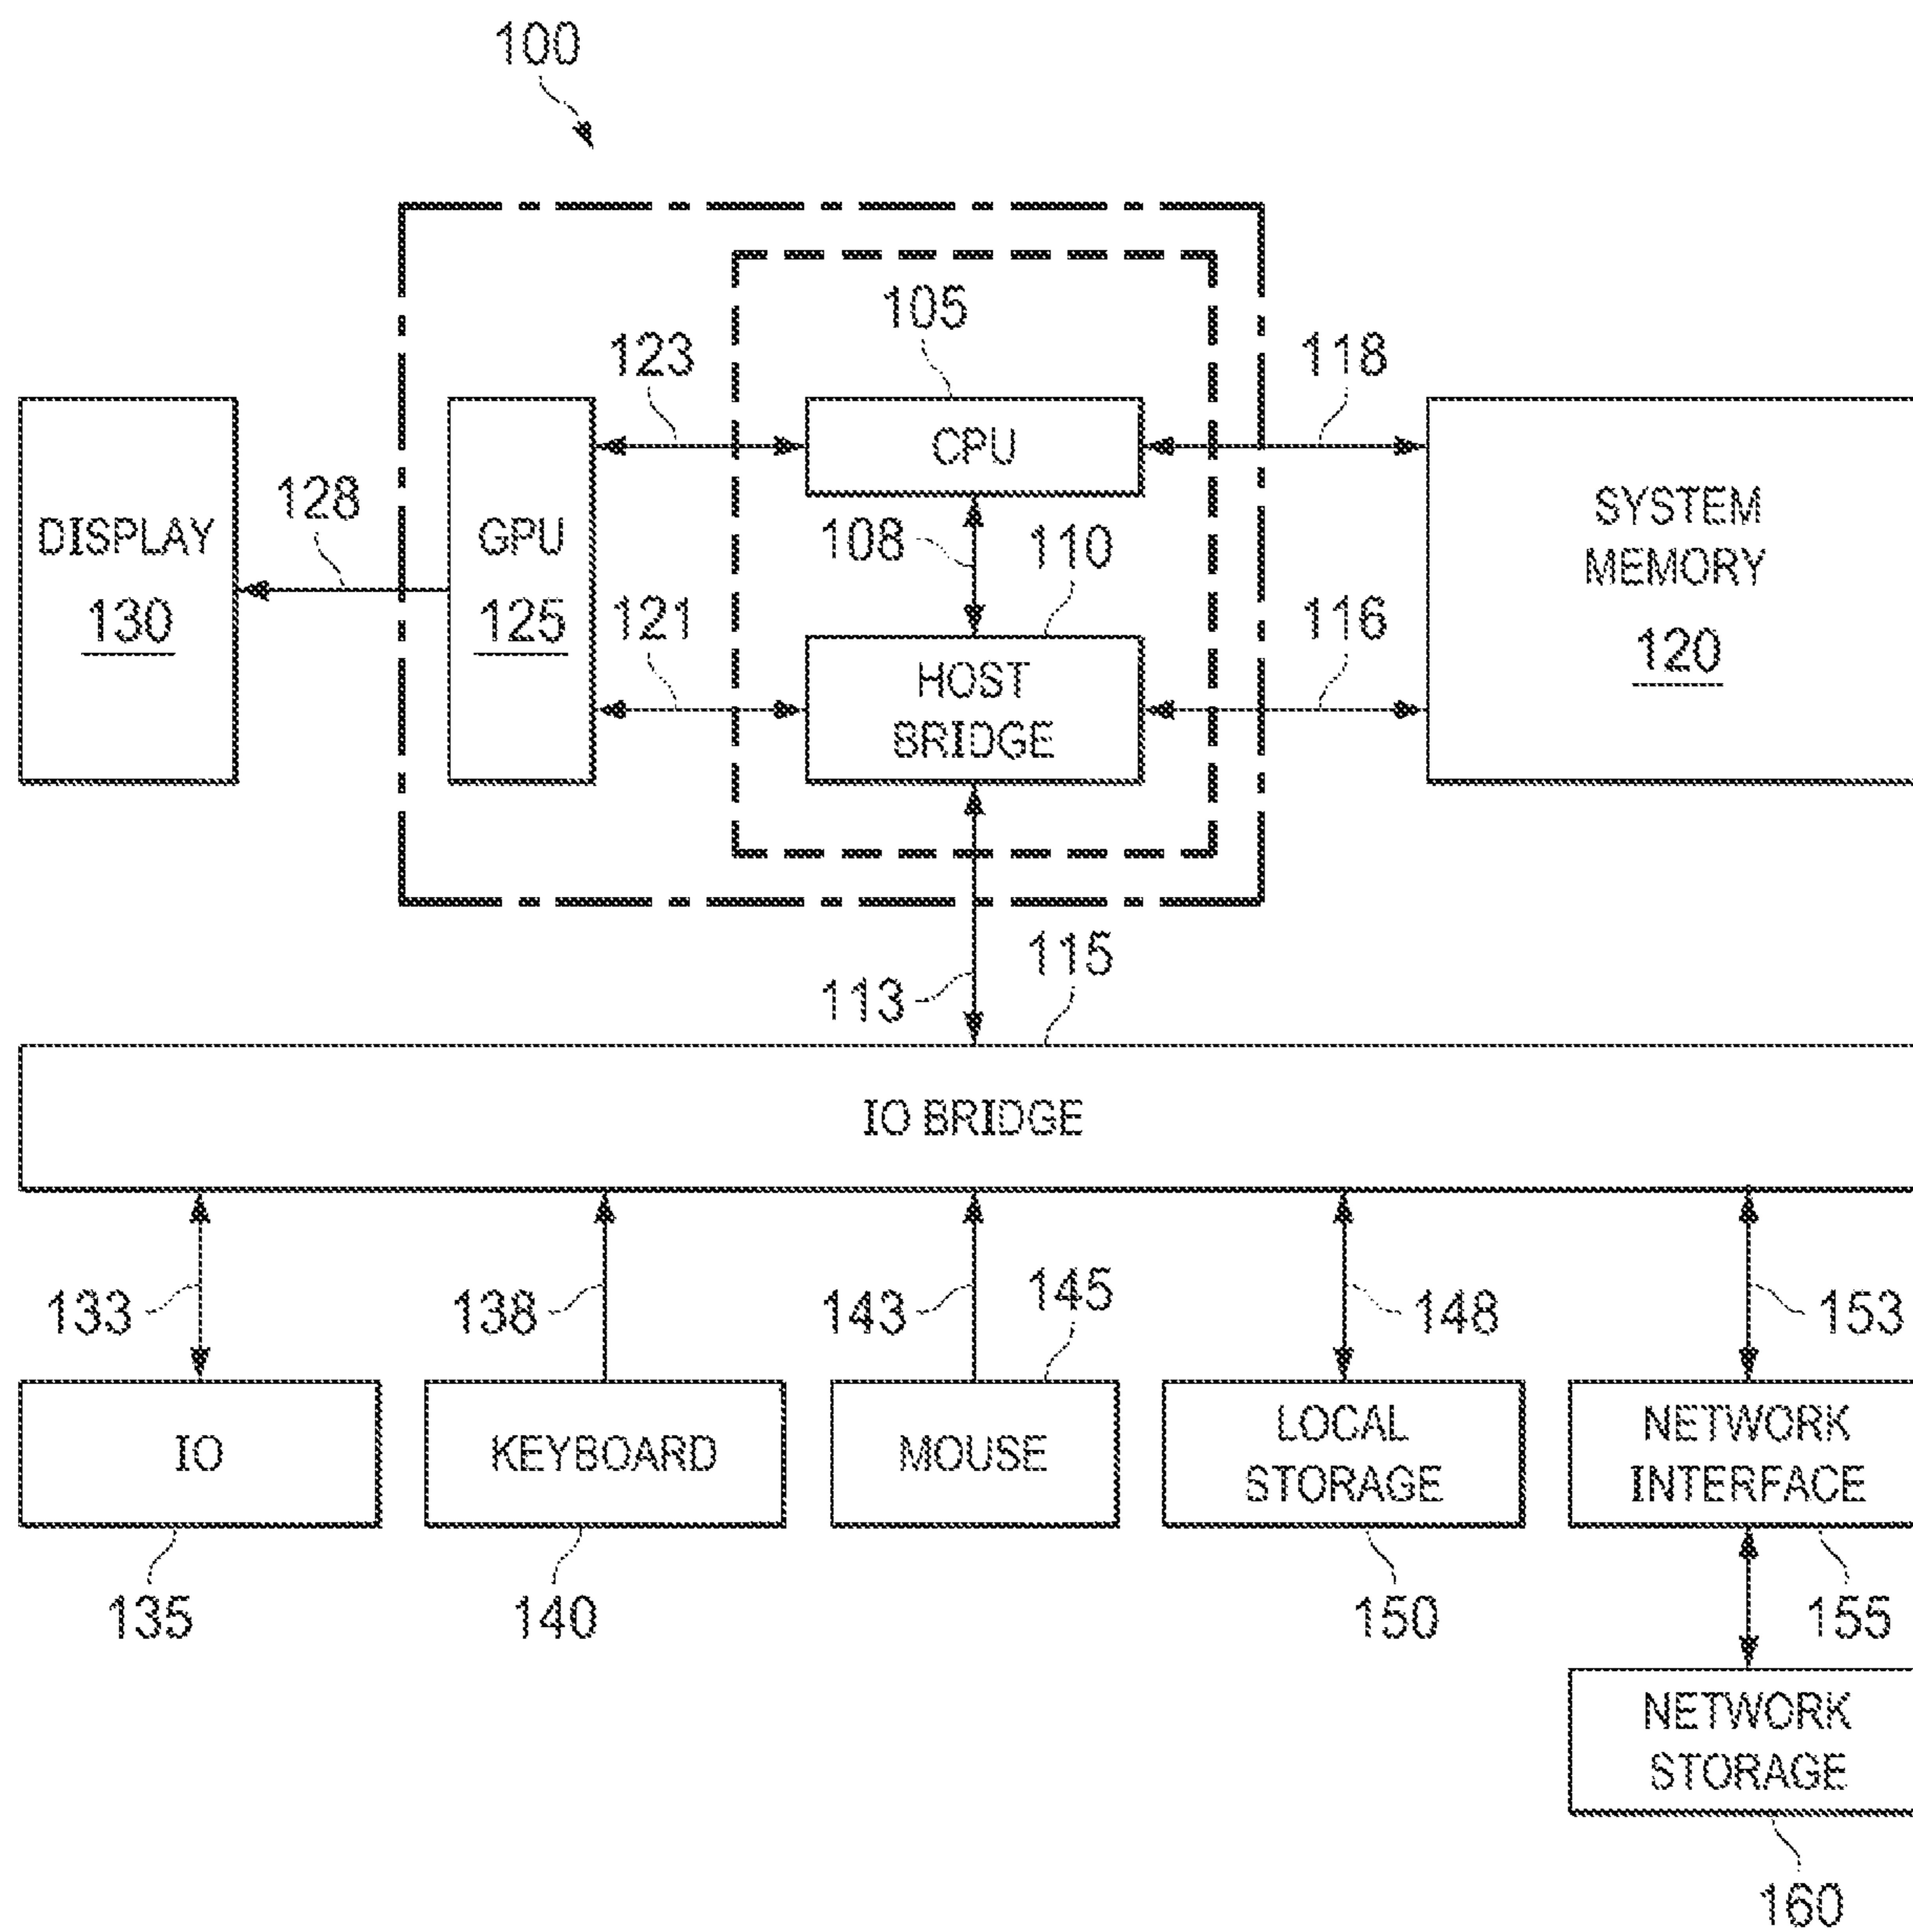 100
105
123
118
CPU
DISPLAY
130
128
GPU
125
108
110
SYSTEM
MEMORY
120
121
116
HOST
BRIDGE
115
113
IO BRIDGE
133
138
143
145
148
153
IO
KEYBOARD
MOUSE
LOCAL
STORAGE
NETWORK
INTERFACE
135
140
150
155
NETWORK
STORAGE
160